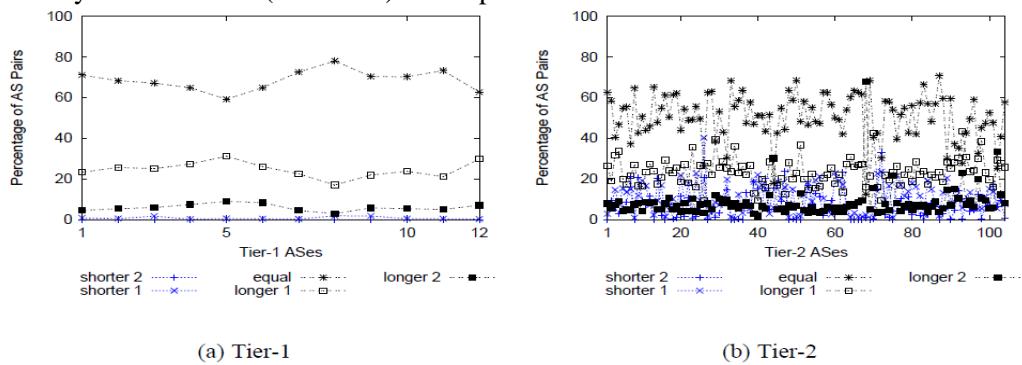 100
80
60
40
20
0
Percentage of AS Pairs
1 5 10 12
Tier-1 ASes
shorter 2 equal longer 2
shorter 1 longer 1
(a) Tier-1
100
80
60
40
20
0
Percentage of AS Pairs
1 20 40 60 80 100
Tier-2 ASes
shorter 2 equal longer 2
shorter 1 longer 1
(b) Tier-2